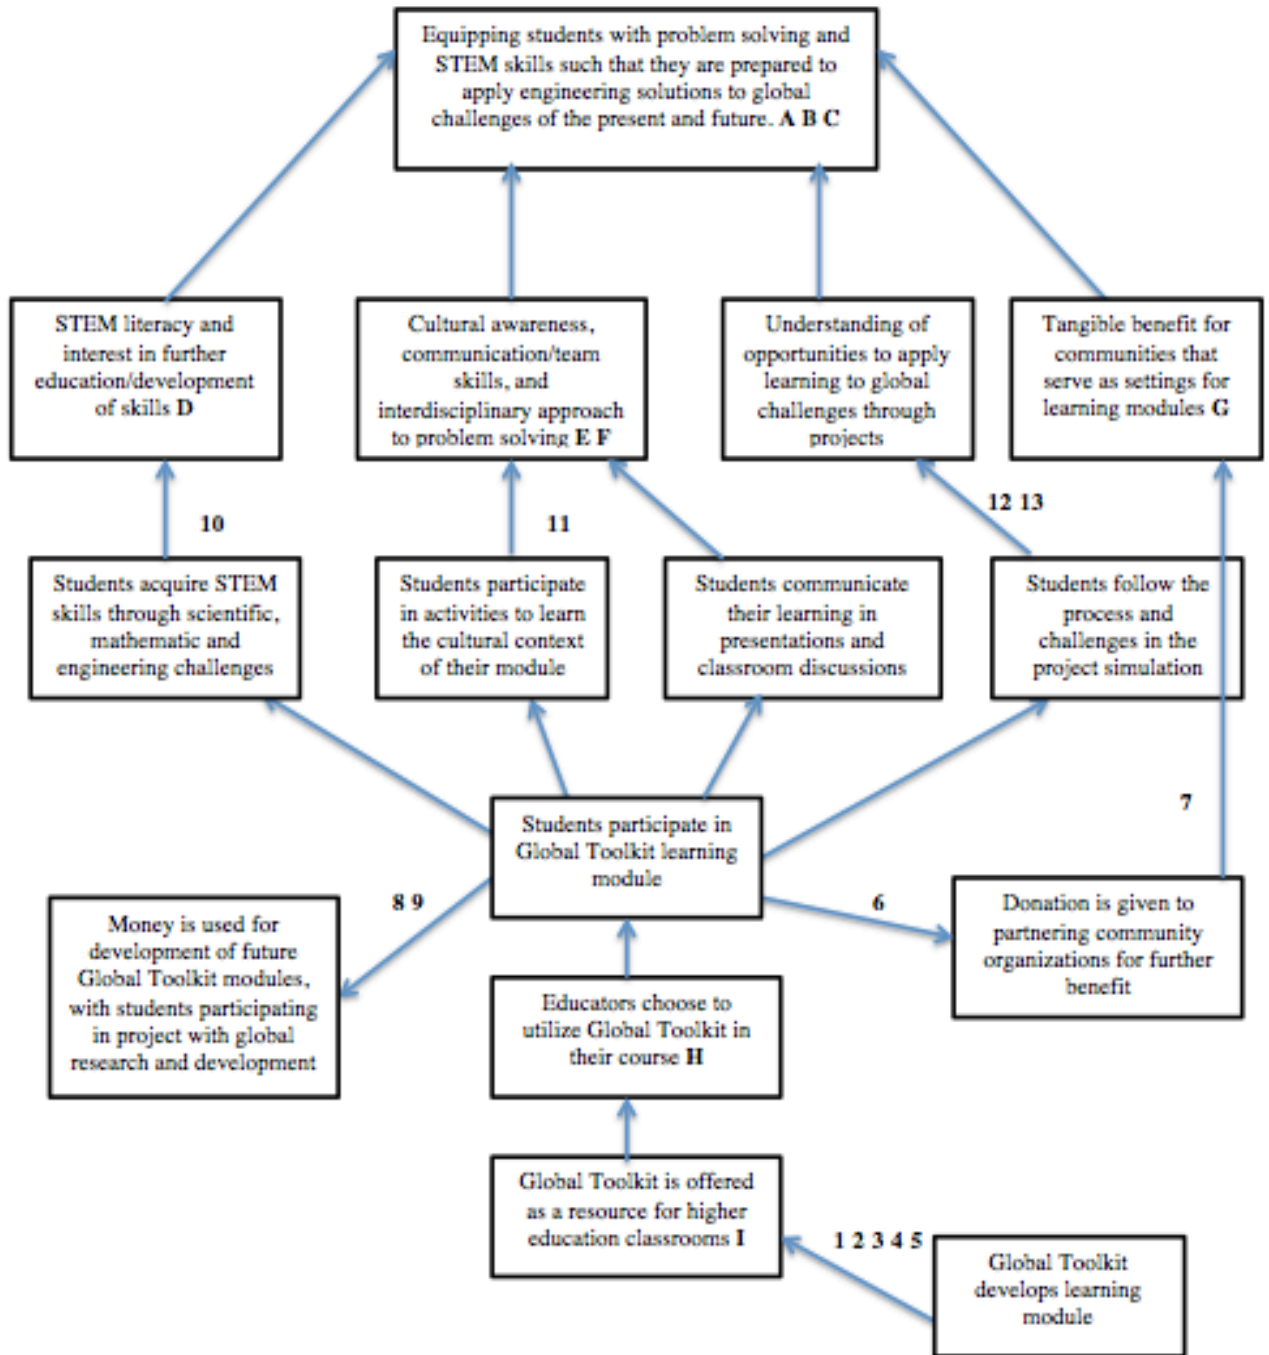 Equipping students with problem solving and
STEM skills such that they are prepared to
apply engineering solutions to global
challenges of the present and future. A B C
STEM literacy and
interest in further
education/development
of skills D
Cultural awareness,
communication/team
skills, and
interdisciplinary approach
to problem solving E F
Understanding of
opportunities to apply
learning to global
challenges through
projects
Tangible benefit for
communities that
serve as settings for
learning modules G
10
11
12 13
Students acquire STEM
skills through scientific,
mathematic and
engineering challenges
Students participate
in activities to learn
the cultural context
of their module
Students communicate
their learning in
presentations and
classroom discussions
Students follow the
process and
challenges in the
project simulation
7
Students participate in
Global Toolkit learning
module
8 9
6
Money is used for
development of future
Global Toolkit modules,
with students participating
in project with global
research and development
Donation is given to
partnering community
organizations for further
benefit
Educators choose to
utilize Global Toolkit in
their course H
Global Toolkit is offered
as a resource for higher
education classrooms I
1 2 3 4 5
Global Toolkit
develops learning
module